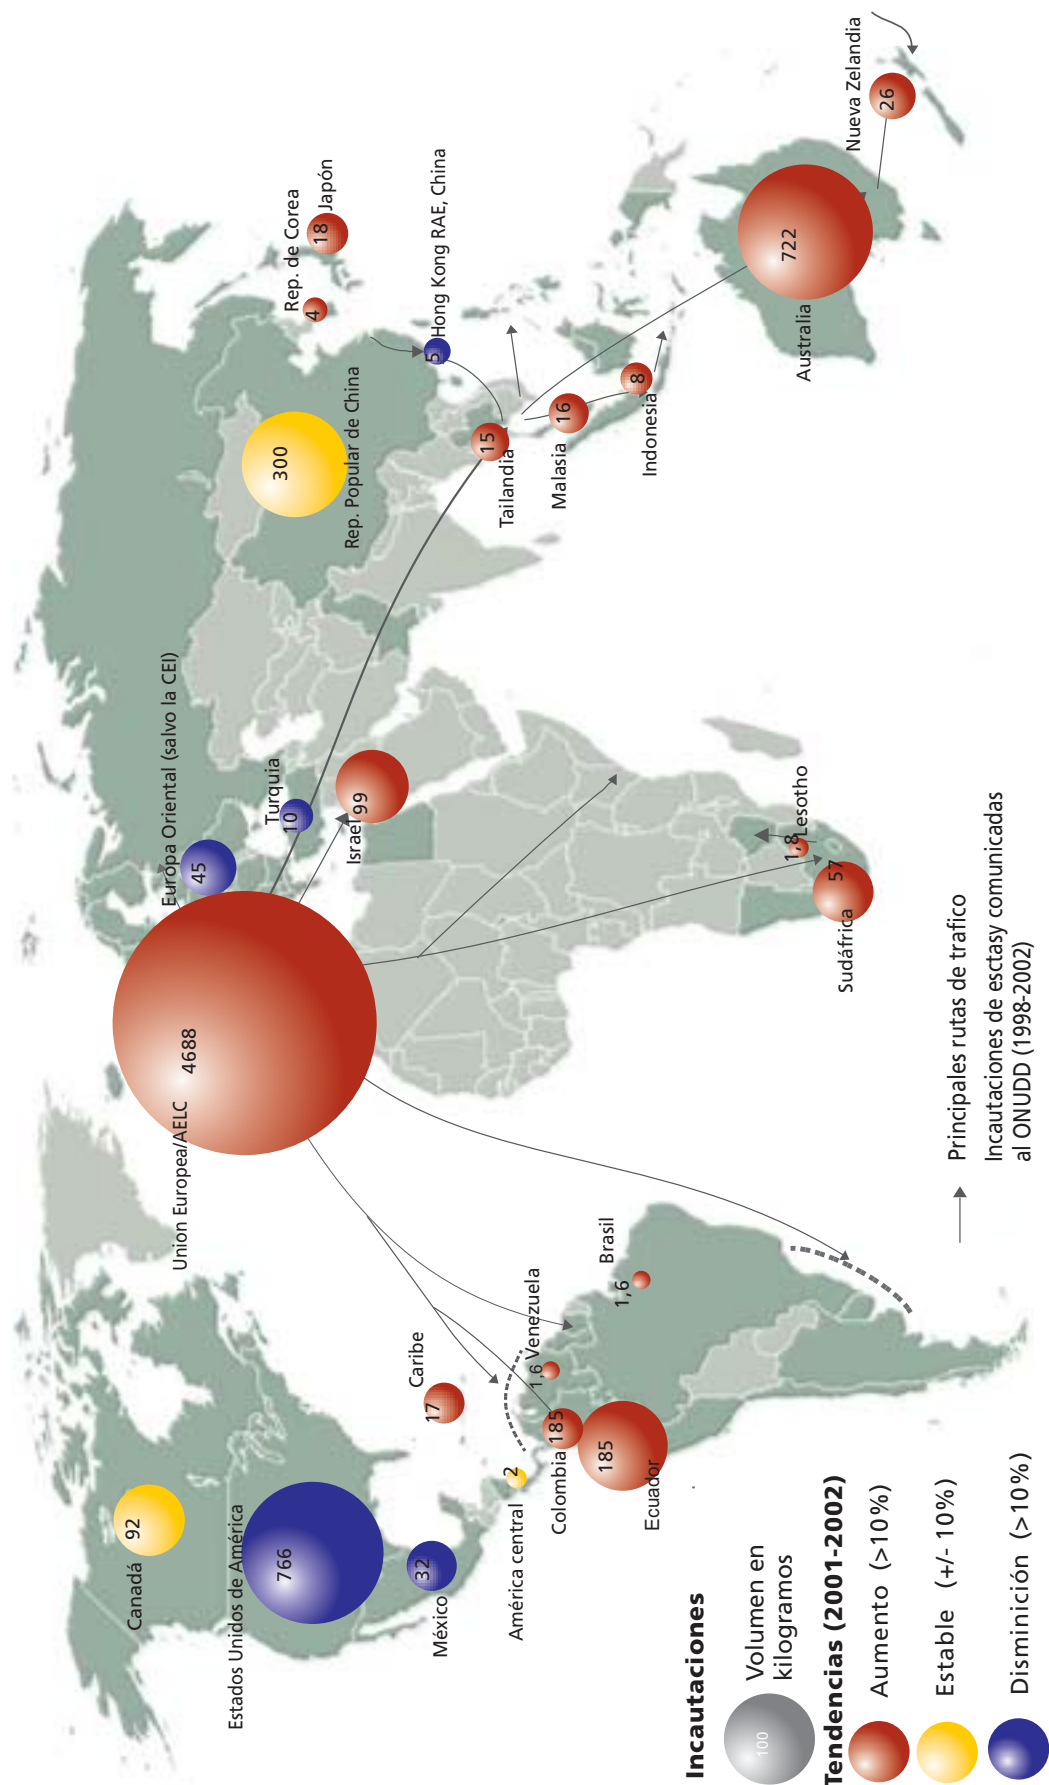 Canadá
92
Estados Unidos de América
766
México
32
América central
2
Caribe
17
Colombia
185
Venezuela
1,6
Ecuador
185
Brasil
1,6
Union Europea/AELC
4688
Europa Oriental (salvo la CEI)
45
Turquia
10
Israel
99
Sudáfrica
57
Lesotho
1,8
Rep. Popular de China
300
Rep. de Corea
4
Japón
18
Hong Kong RAE, China
5
Tailandia
15
Malasia
16
Indonesia
8
Australia
722
Nueva Zelandia
26
Incautaciones
100
Volumen en
kilogramos
Tendencias (2001-2002)
Aumento (>10%)
Estable (+/- 10%)
Disminición (>10%)
Principales rutas de trafico
Incautaciones de esctasy comunicadas
al ONUDD (1998-2002)